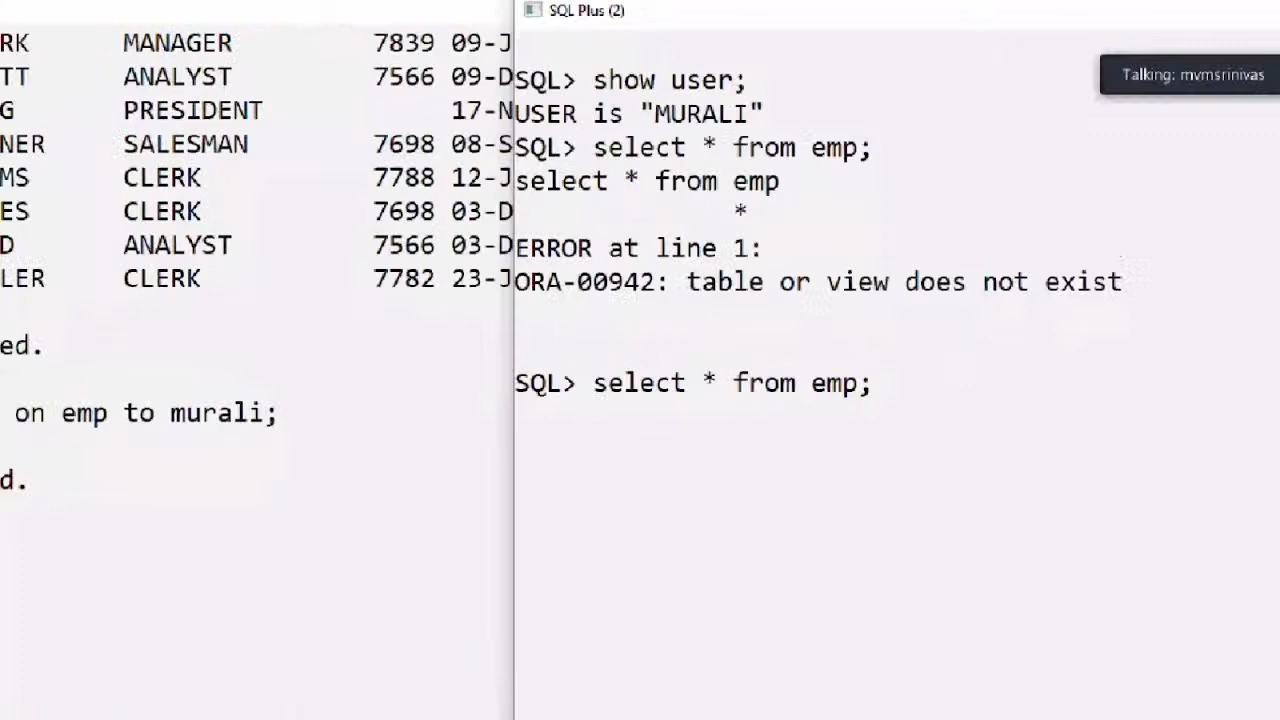 RK MANAGER 7839 09-J
TT ANALYST 7566 09-D
G PRESIDENT 17-N
NER SALESMAN 7698 08-S
MS CLERK 7788 12-J
ES CLERK 7698 03-D
D ANALYST 7566 03-D
LER CLERK 7782 23-J
ed.
on emp to murali;
d.
SQL Plus (2)
Talking: mvmsrinivas
SQL> show user;
USER is "MURALI"
SQL> select * from emp;
select * from emp
*
ERROR at line 1:
ORA-00942: table or view does not exist
SQL> select * from emp;